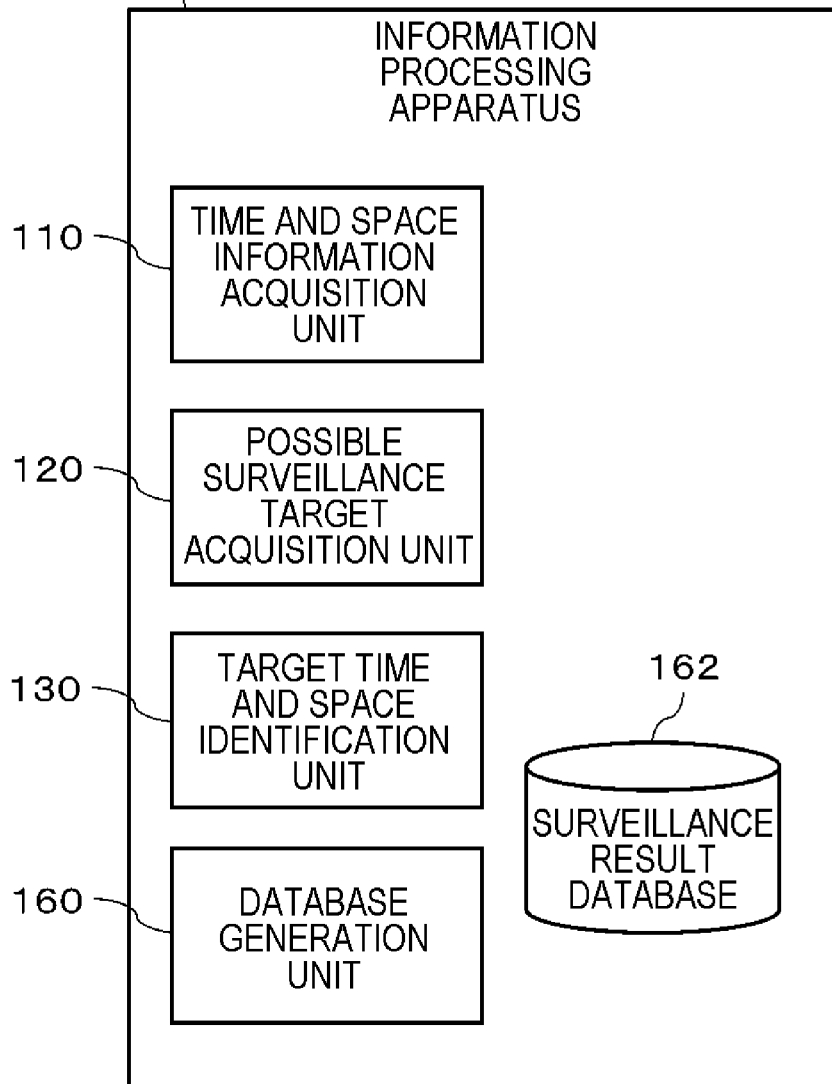 INFORMATION
PROCESSING
APPARATUS
110
TIME AND SPACE
INFORMATION
ACQUISITION
UNIT
120
POSSIBLE
SURVEILLANCE
TARGET
ACQUISITION UNIT
130
TARGET TIME
AND SPACE
IDENTIFICATION
UNIT
162
SURVEILLANCE
RESULT
DATABASE
160
DATABASE
GENERATION
UNIT